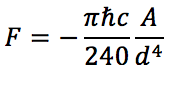 F = − πħc/240 A/d⁴